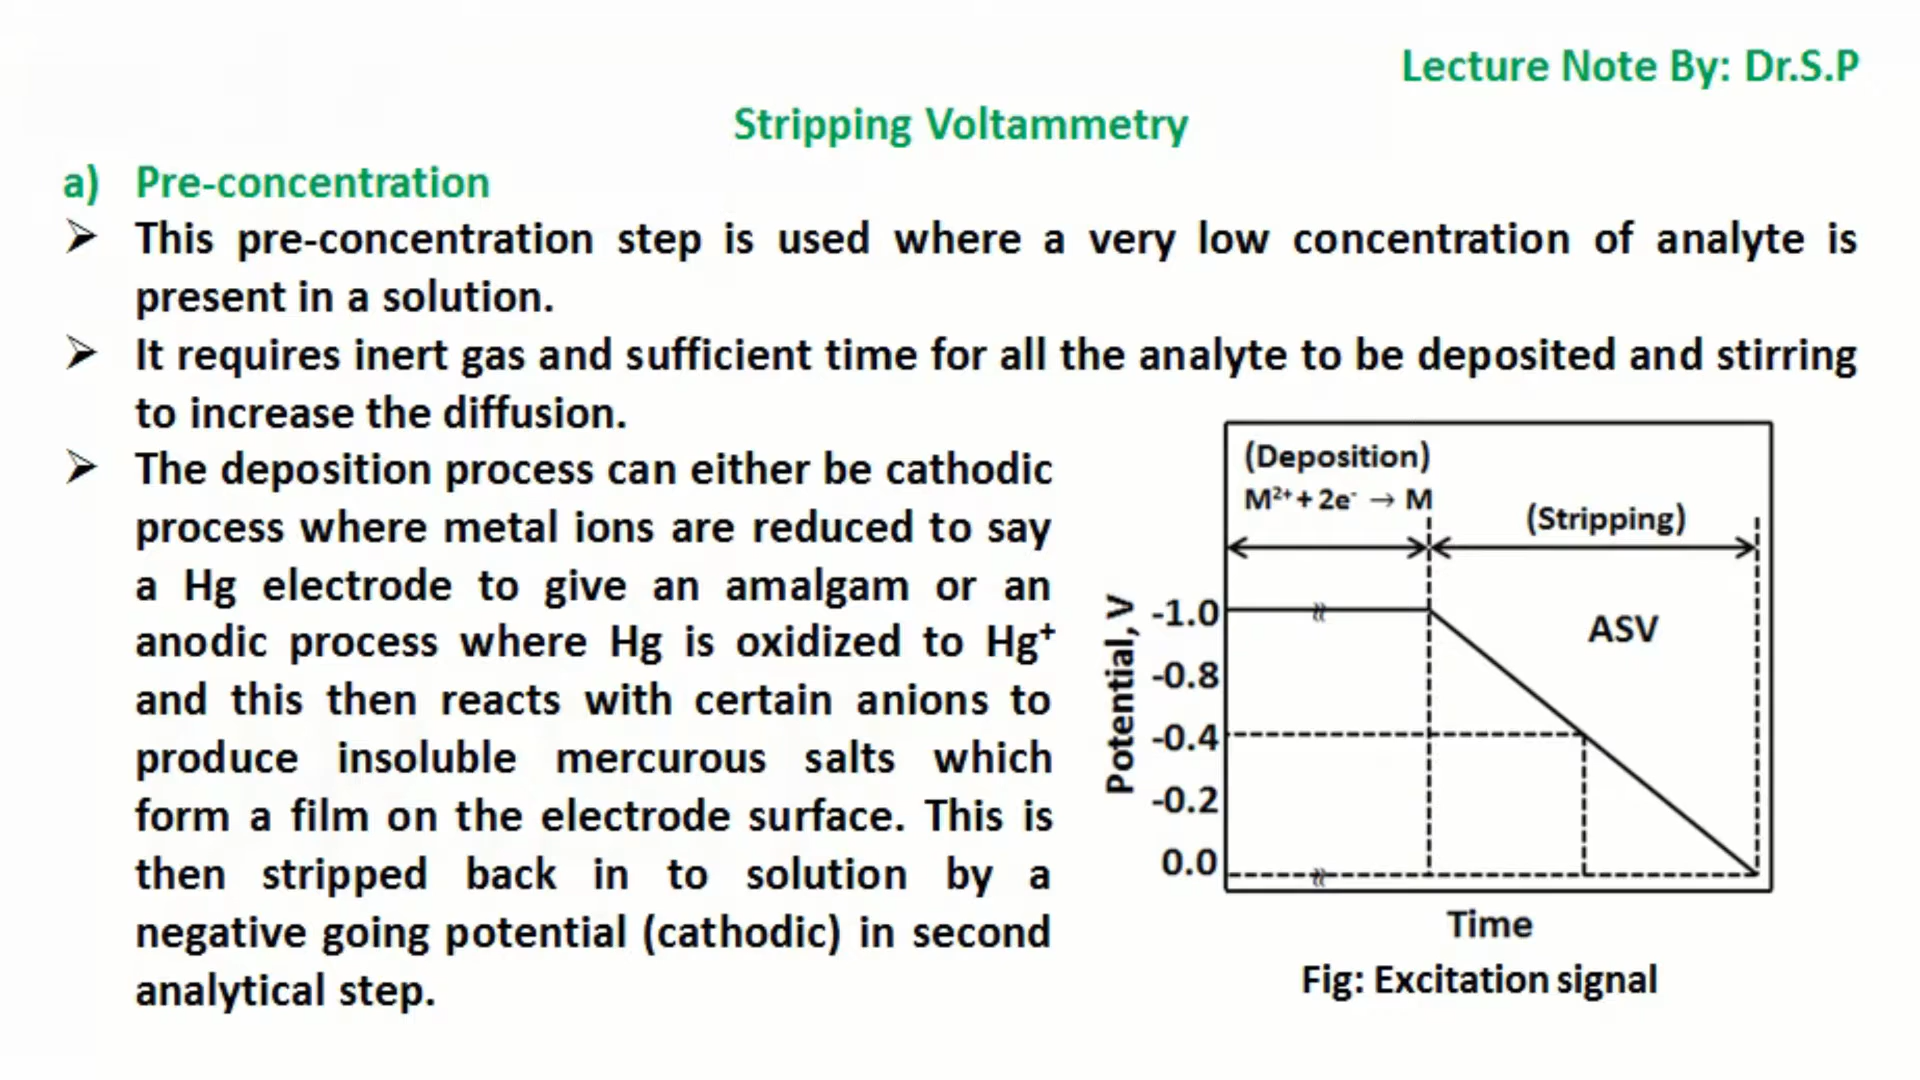 Lecture Note By: Dr.S.P
Stripping Voltammetry
a) Pre-concentration
➢ This pre-concentration step is used where a very low concentration of analyte is
present in a solution.
➢ It requires inert gas and sufficient time for all the analyte to be deposited and stirring
to increase the diffusion.
➢ The deposition process can either be cathodic
process where metal ions are reduced to say
a Hg electrode to give an amalgam or an
anodic process where Hg is oxidized to Hg⁺
and this then reacts with certain anions to
produce insoluble mercurous salts which
form a film on the electrode surface. This is
then stripped back in to solution by a
negative going potential (cathodic) in second
analytical step.
(Deposition)
M²⁺ + 2e⁻ → M
(Stripping)
ASV
Potential, V
-1.0
-0.8
-0.4
-0.2
0.0
Time
Fig: Excitation signal